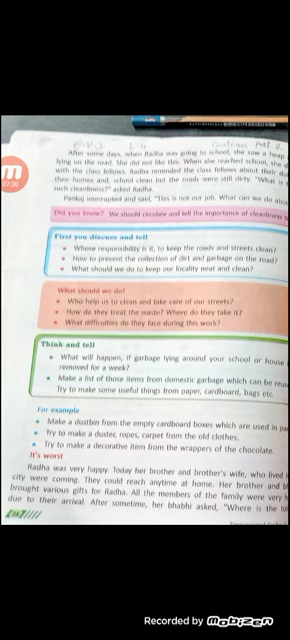 L-4
After some days, when Radha was going to school, she saw a heap
lying on the road. She did not like this. When she reached school, she
with the class fellows. Radha reminded the class fellows about their
their homes and, school clean but the roads were still dirty. "What is
such cleanliness?" asked Radha.
Pankaj interrupted and said, "This is not our job. What can we do
Did you know? We should circulate and tell the importance of cleanliness
First you discuss and tell
• Whose responsibility is it, to keep the roads and streets clean?
• How to prevent the collection of dirt and garbage on the road?
• What should we do to keep our locality neat and clean?
What should we do?
• Who help us to clean and take care of our streets?
• How do they treat the waste? Where do they take it?
• What difficulties do they face during this work?
Think and tell
• What will happen, if garbage lying around your school or house
removed for a week?
• Make a list of those items from domestic garbage which can be
Try to make some useful things from paper, cardboard, bags etc.
For example
• Make a dustbin from the empty cardboard boxes which are used in
• Try to make a duster, ropes, carpet from the old clothes.
• Try to make a decorative item from the wrappers of the chocolate.
It's worst
Radha was very happy. Today her brother and brother's wife, who lived
city were coming. They could reach anytime at home. Her brother and
brought various gifts for Radha. All the members of the family were very
due to their arrival. After sometime, her bhabhi asked, "Where is the
07:30
Recorded by mobizen